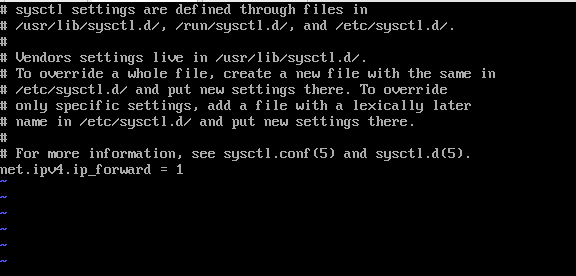 # sysctl settings are defined through files in
# /usr/lib/sysctl.d/, /run/sysctl.d/, and /etc/sysctl.d/.
#
# Vendors settings live in /usr/lib/sysctl.d/.
# To override a whole file, create a new file with the same in
# /etc/sysctl.d/ and put new settings there. To override
# only specific settings, add a file with a lexically later
# name in /etc/sysctl.d/ and put new settings there.
#
# For more information, see sysctl.conf(5) and sysctl.d(5).
net.ipv4.ip_forward = 1
~
~
~
~
~
~